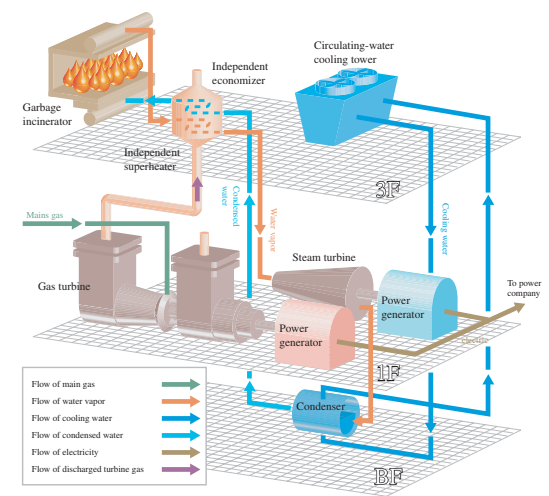 Circulating-water
cooling tower
Independent
economizer
Garbage
incinerator
Independent
superheater
3F
Condensed
water
Water vapor
Cooling water
Mains gas
Steam turbine
Gas turbine
To power
company
Power
generator
Power
generator
Electric
1F
Flow of main gas
Flow of water vapor
Flow of cooling water
Flow of condensed water
Flow of electricity
Flow of discharged turbine gas
Condenser
BF